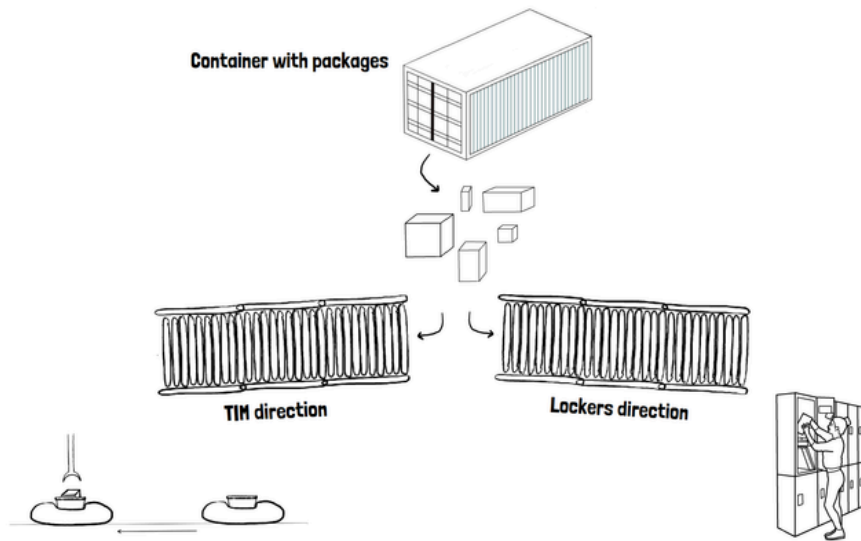 Container with packages
TIM direction
Lockers direction